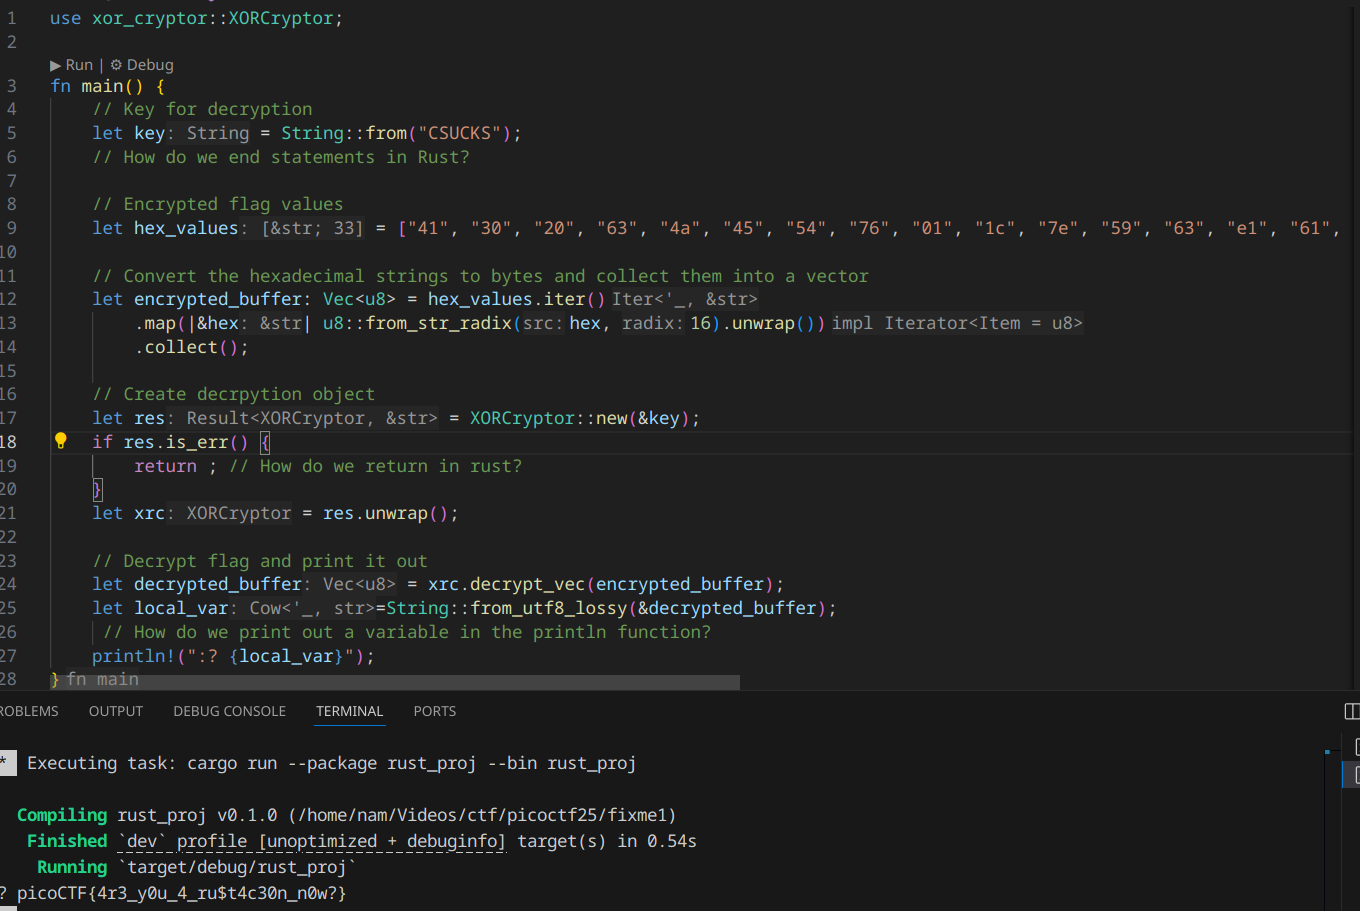 1 use xor_cryptor::XORCryptor;
2
▶ Run | ⚙ Debug
3 fn main() {
4 // Key for decryption
5 let key: String = String::from("CSUCKS");
6 // How do we end statements in Rust?
7
8 // Encrypted flag values
9 let hex_values: [&str; 33] = ["41", "30", "20", "63", "4a", "45", "54", "76", "01", "1c", "7e", "59", "63", "e1", "61",
10
11 // Convert the hexadecimal strings to bytes and collect them into a vector
12 let encrypted_buffer: Vec<u8> = hex_values.iter() Iter<'_, &str>
13 .map(|&hex: &str| u8::from_str_radix(src: hex, radix: 16).unwrap()) impl Iterator<Item = u8>
14 .collect();
15
16 // Create decrpytion object
17 let res: Result<XORCryptor, &str> = XORCryptor::new(&key);
18 if res.is_err() {
19 return ; // How do we return in rust?
20 }
21 let xrc: XORCryptor = res.unwrap();
22
23 // Decrypt flag and print it out
24 let decrypted_buffer: Vec<u8> = xrc.decrypt_vec(encrypted_buffer);
25 let local_var: Cow<'_, str>=String::from_utf8_lossy(&decrypted_buffer);
26 // How do we print out a variable in the println function?
27 println!(":? {local_var}");
28 } fn main
ROBLEMS OUTPUT DEBUG CONSOLE TERMINAL PORTS
* Executing task: cargo run --package rust_proj --bin rust_proj
Compiling rust_proj v0.1.0 (/home/nam/Videos/ctf/picoctf25/fixme1)
Finished `dev` profile [unoptimized + debuginfo] target(s) in 0.54s
Running `target/debug/rust_proj`
? picoCTF{4r3_y0u_4_ru$t4c30n_n0w?}